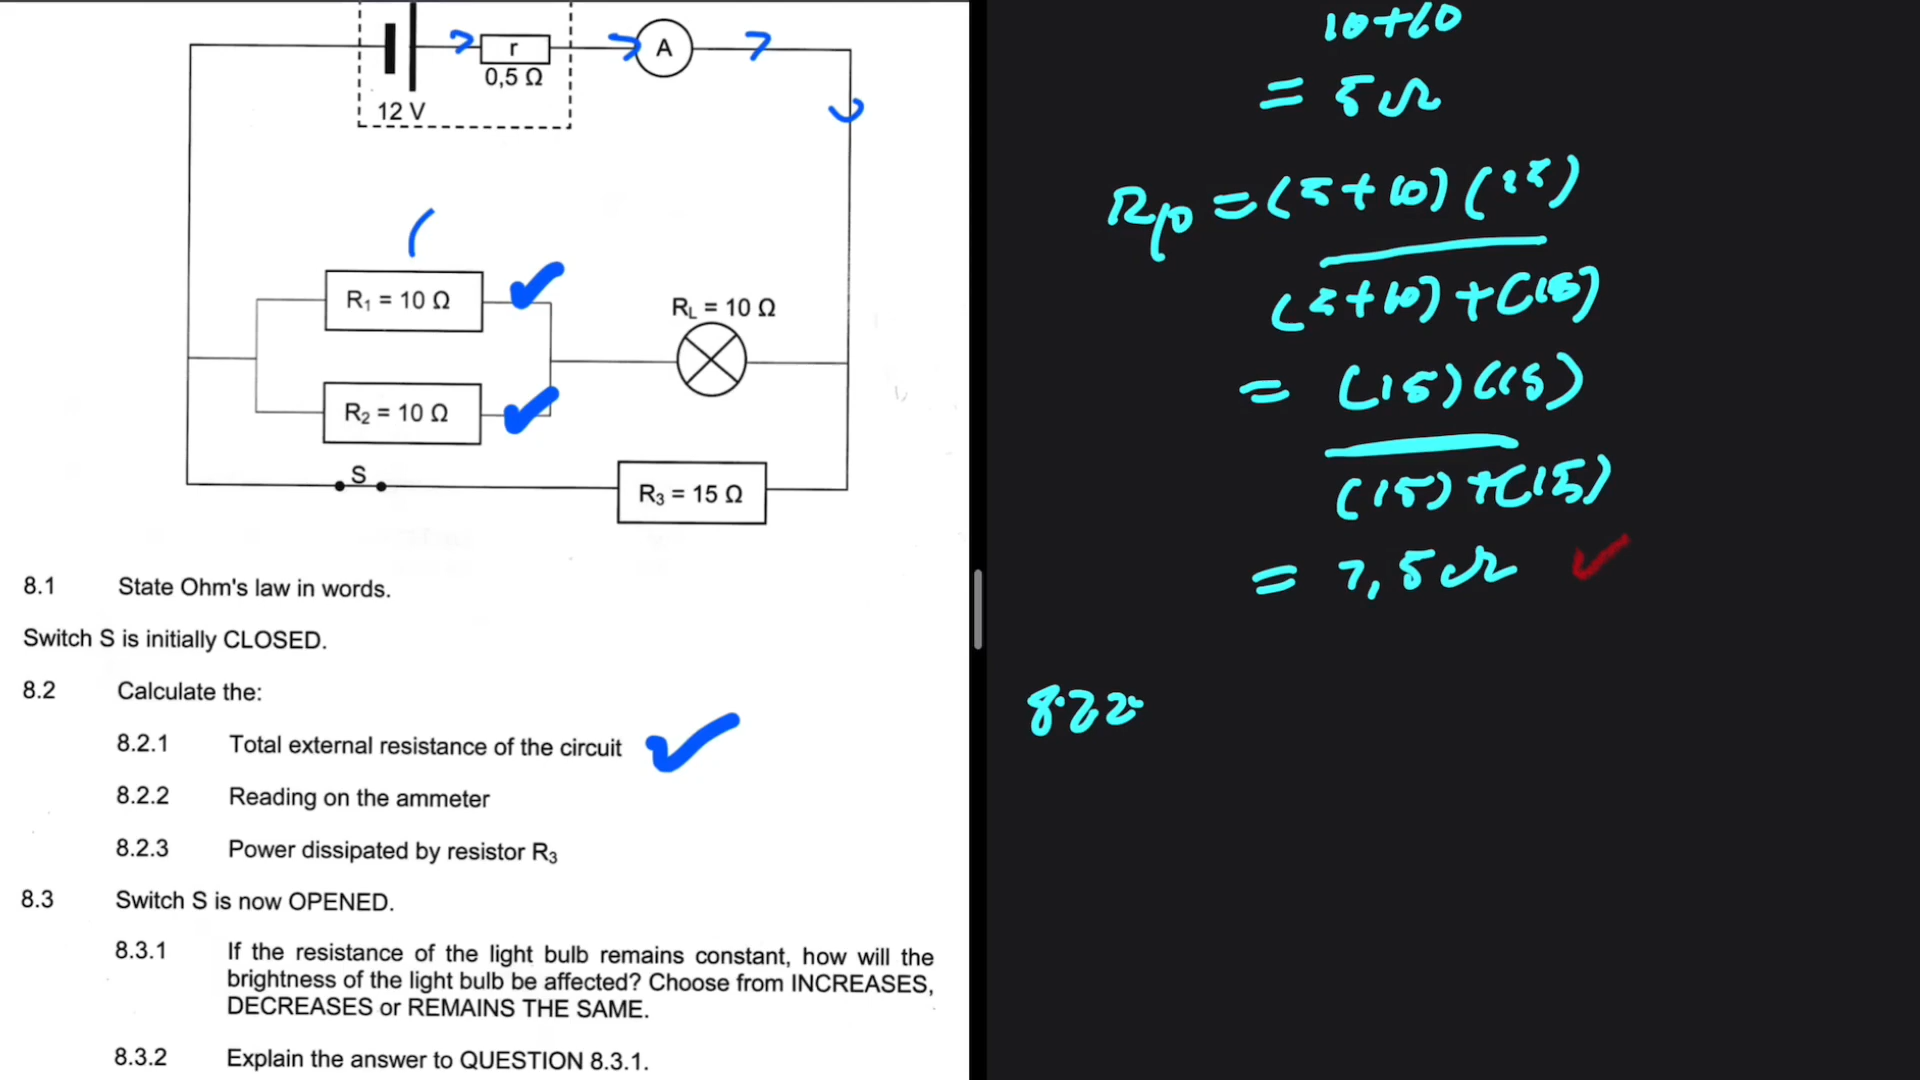 r
A
0,5 Ω
12 V
R₁ = 10 Ω
R_L = 10 Ω
R₂ = 10 Ω
S
R₃ = 15 Ω
8.1 State Ohm's law in words.
Switch S is initially CLOSED.
8.2 Calculate the:
8.2.1 Total external resistance of the circuit
8.2.2 Reading on the ammeter
8.2.3 Power dissipated by resistor R₃
8.3 Switch S is now OPENED.
8.3.1 If the resistance of the light bulb remains constant, how will the
brightness of the light bulb be affected? Choose from INCREASES,
DECREASES or REMAINS THE SAME.
8.3.2 Explain the answer to QUESTION 8.3.1.
10+10
= 5Ω
Rp = (5+10)(15)
(5+10)+(15)
= (15)(15)
(15)+(15)
= 7,5Ω
8.2.2